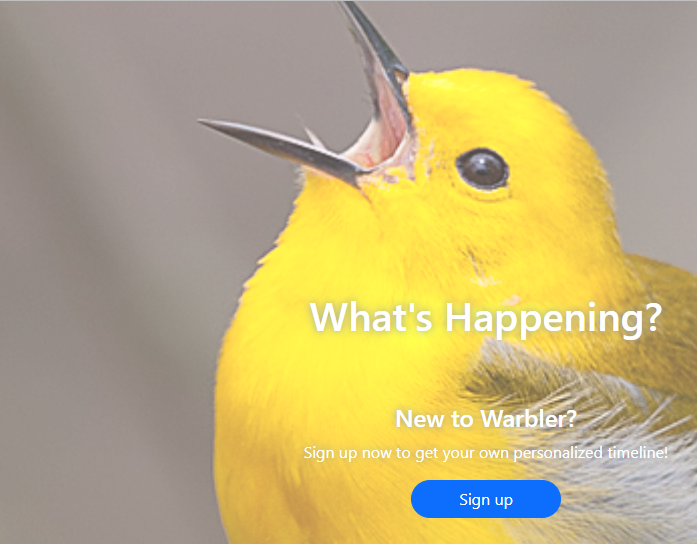 What's Happening?
New to Warbler?
Sign up now to get your own personalized timeline!
Sign up